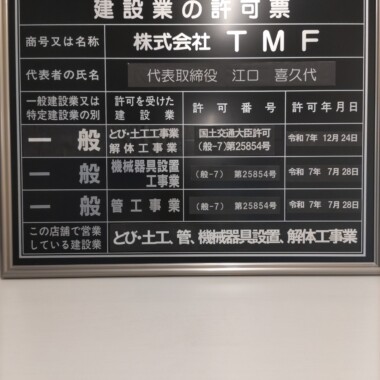 建設業の許可票
商号又は名称 株式会社 TMF
代表者の氏名 代表取締役 江口 喜久代
一般建設業又は
特定建設業の別
許可を受けた
建設業
許可番号
許可年月日
一般
とび・土工工事業
解体工事業
国土交通大臣許可
(般-7)第25854号
令和 7年 12月 24日
一般
機械器具設置
工事業
(般-7) 第25854号
令和 7年 7月 28日
一般
管工事業
(般-7) 第25854号
令和 7年 7月 28日
この店舗で営業
している建設業
とび・土工、管、機械器具設置、解体工事業